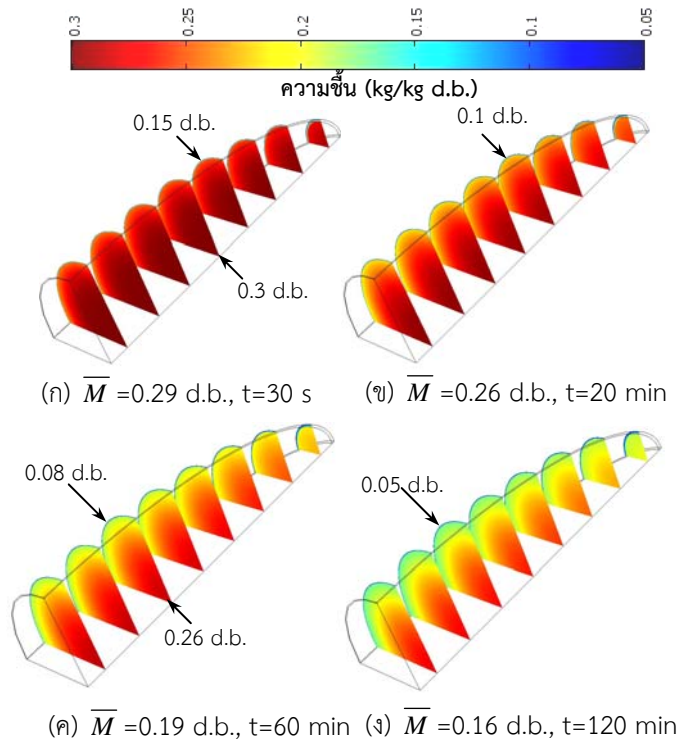 0.3 0.25 0.2 0.15 0.1 0.05
ความชื้น (kg/kg d.b.)
0.15 d.b.
0.3 d.b.
(ก) M =0.29 d.b., t=30 s
0.1 d.b.
(ข) M =0.26 d.b., t=20 min
0.08 d.b.
0.26 d.b.
(ค) M =0.19 d.b., t=60 min
0.05 d.b.
(ง) M =0.16 d.b., t=120 min